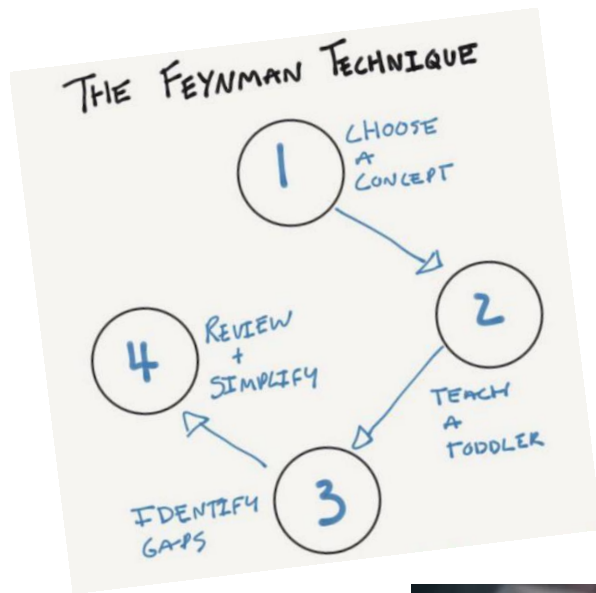 THE FEYNMAN TECHNIQUE
1
CHOOSE
A
CONCEPT
2
TEACH
A
TODDLER
3
IDENTIFY
GAPS
4
REVIEW
+
SIMPLIFY